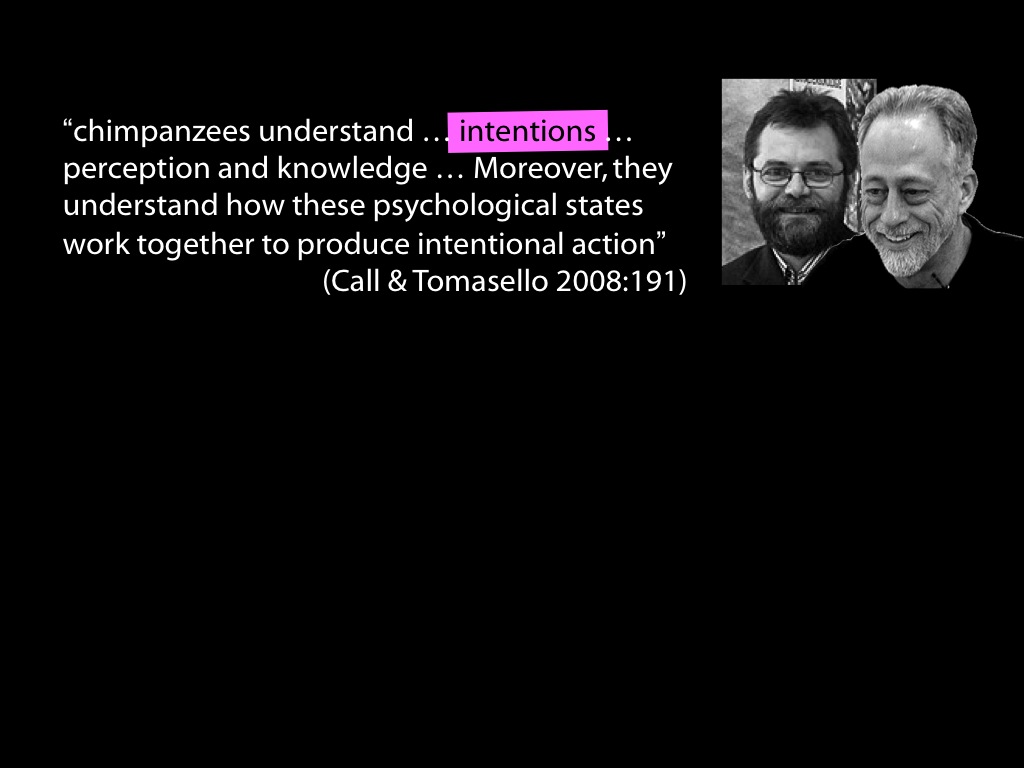 “chimpanzees understand … intentions …
perception and knowledge … Moreover, they
understand how these psychological states
work together to produce intentional action”
(Call & Tomasello 2008:191)